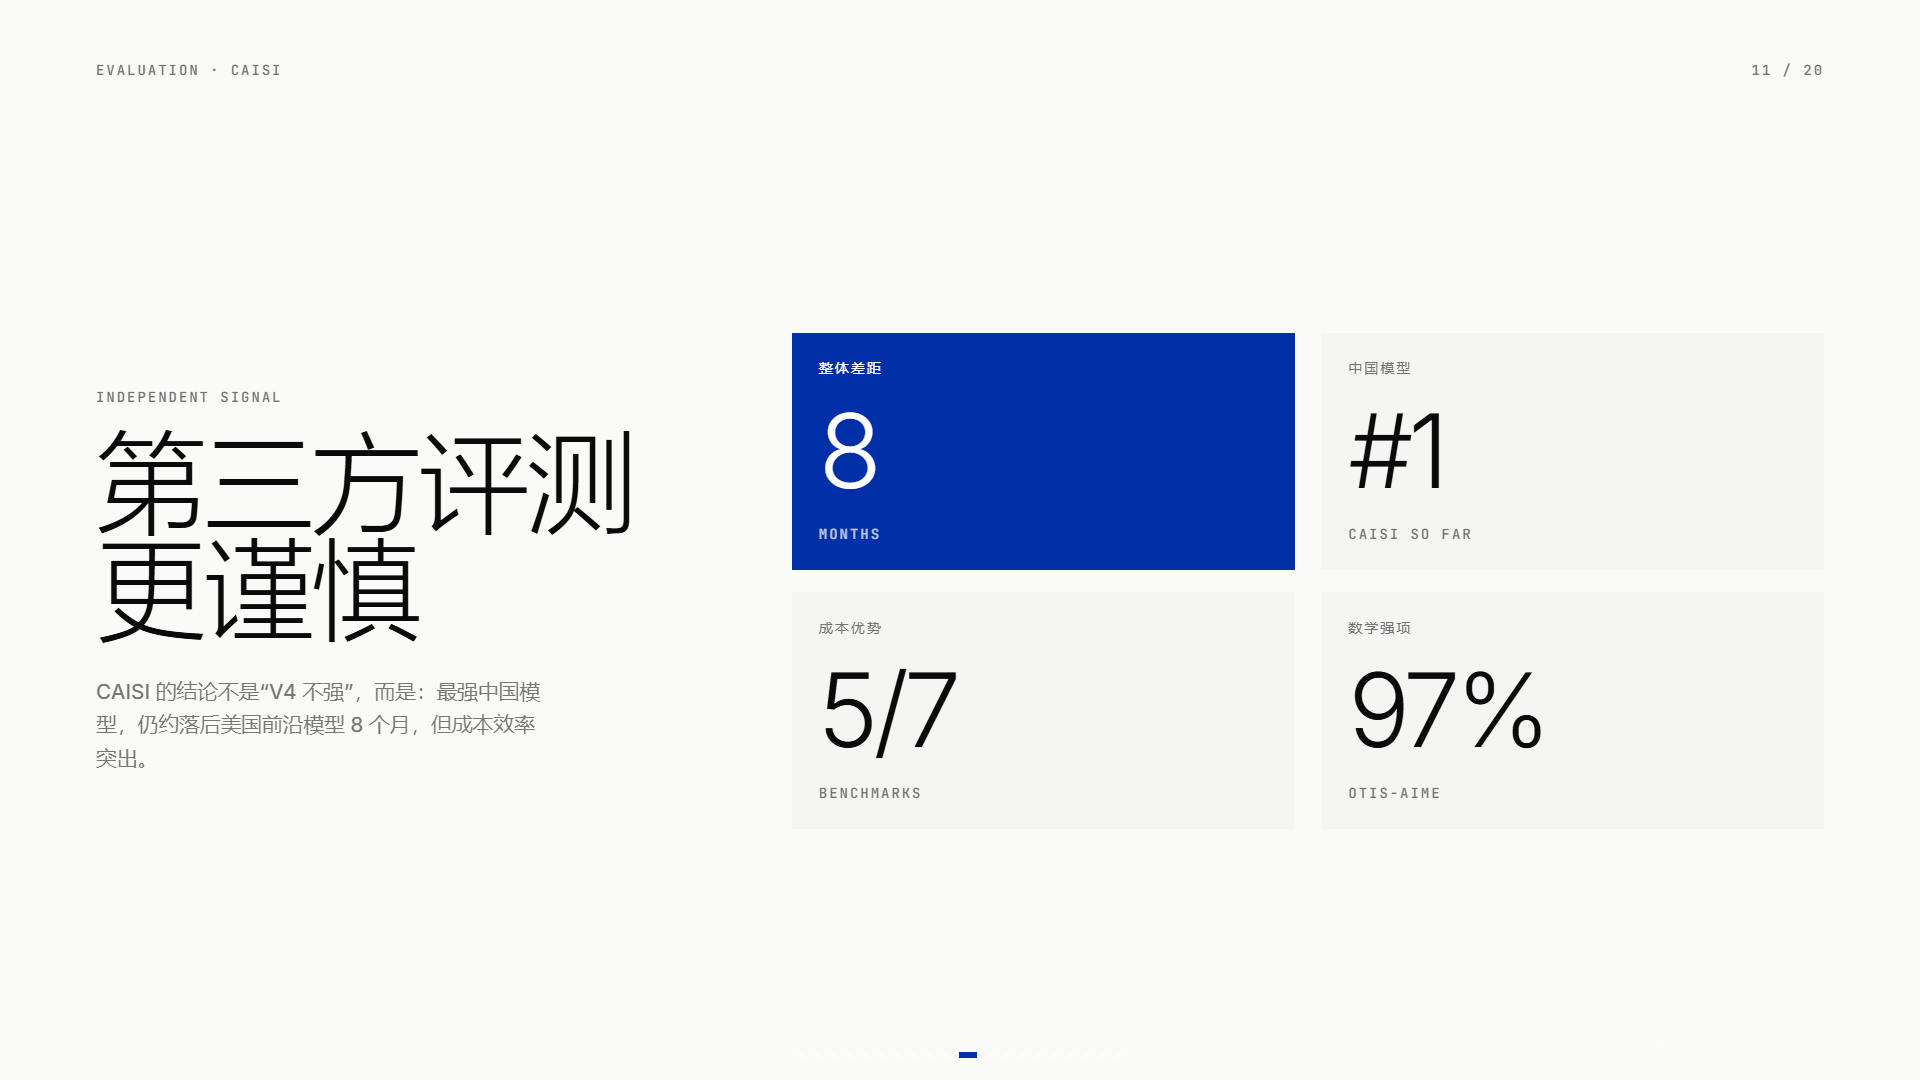 EVALUATION · CAISI
11 / 20
INDEPENDENT SIGNAL
第三方评测
更谨慎
CAISI 的结论不是“V4 不强”，而是：最强中国模
型，仍约落后美国前沿模型 8 个月，但成本效率
突出。
整体差距
8
MONTHS
中国模型
#1
CAISI SO FAR
成本优势
5/7
BENCHMARKS
数学强项
97%
OTIS-AIME